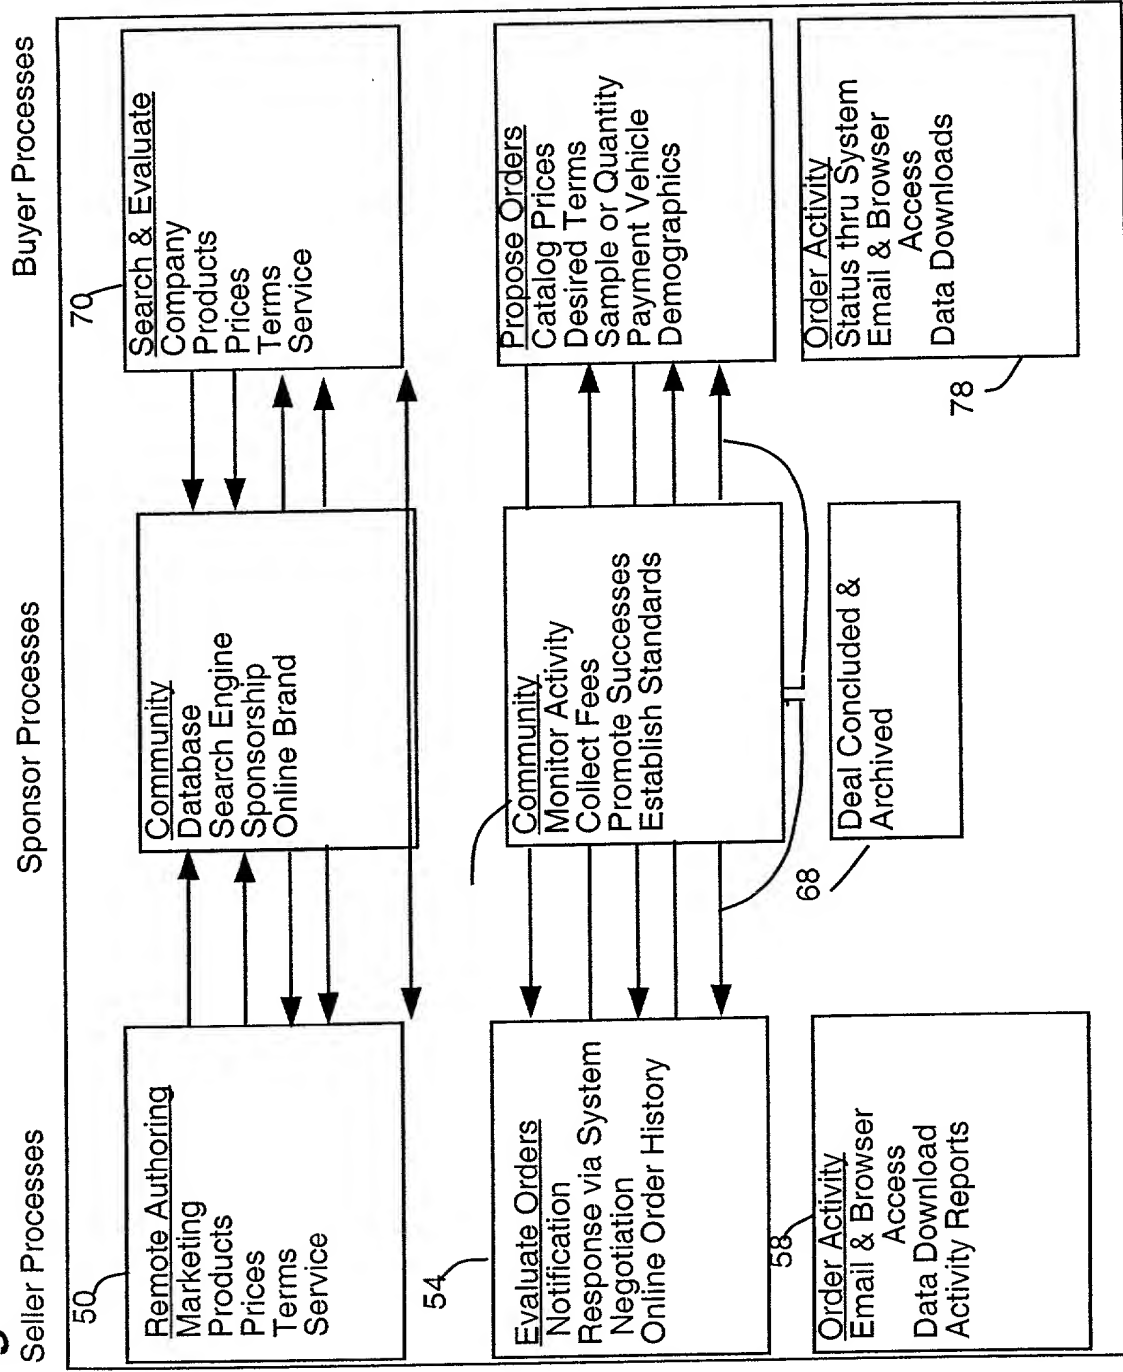 Seller Processes
Sponsor Processes
Buyer Processes
50
Remote Authoring
Marketing
Products
Prices
Terms
Service
Community
Database
Search Engine
Sponsorship
Online Brand
70
Search & Evaluate
Company
Products
Prices
Terms
Service
54
Evaluate Orders
Notification
Response via System
Negotiation
Online Order History
Community
Monitor Activity
Collect Fees
Promote Successes
Establish Standards
Propose Orders
Catalog Prices
Desired Terms
Sample or Quantity
Payment Vehicle
Demographics
58
Order Activity
Email & Browser
Access
Data Download
Activity Reports
68
Deal Concluded &
Archived
78
Order Activity
Status thru System
Email & Browser
Access
Data Downloads